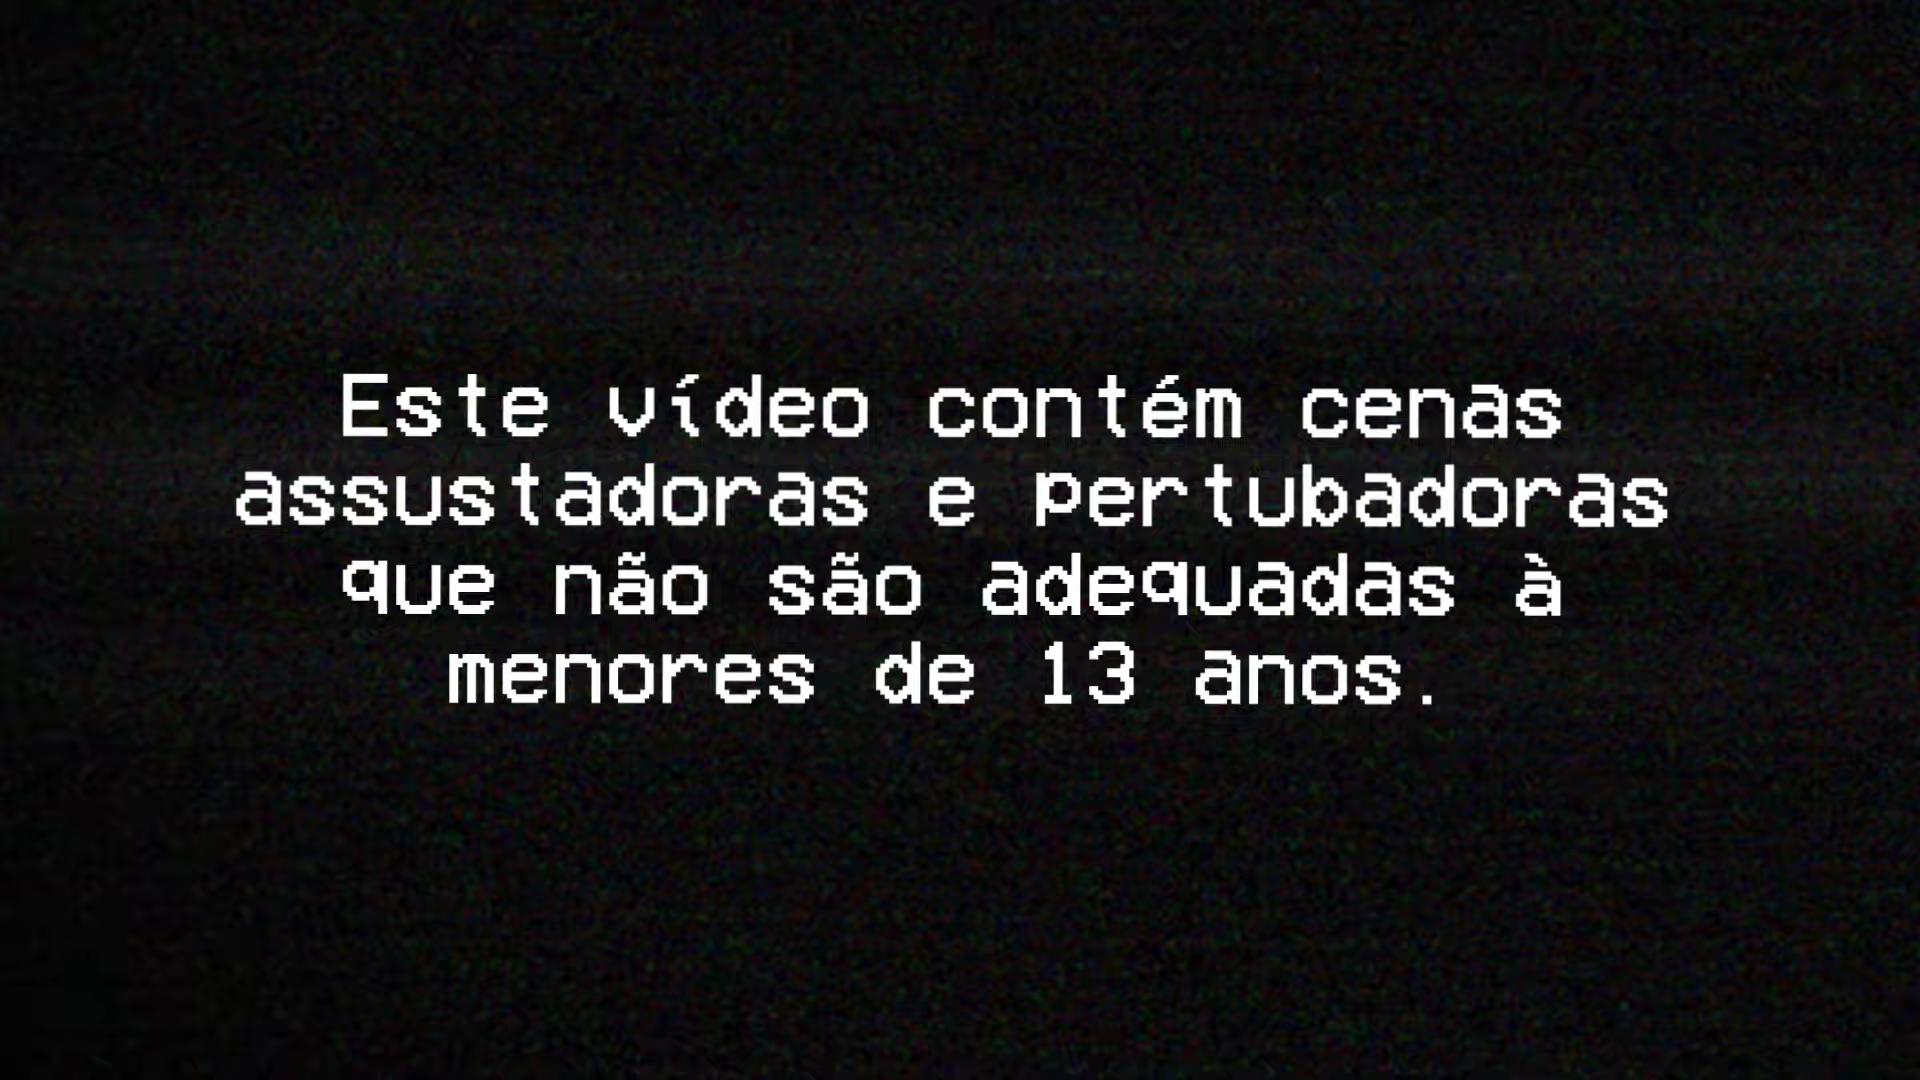 Este vídeo contém cenas
assustadoras e pertubadoras
que não são adequadas à
menores de 13 anos.